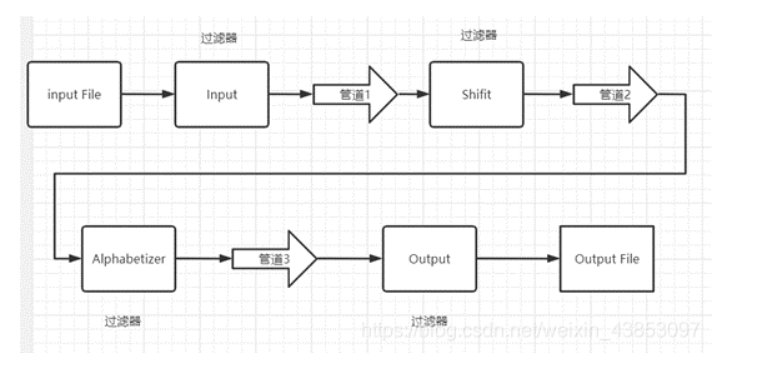 过滤器
过滤器
input File
Input
管道1
Shifit
管道2
Alphabetizer
管道3
Output
Output File
过滤器
过滤器
https://blog.csdn.net/weixin_43853097